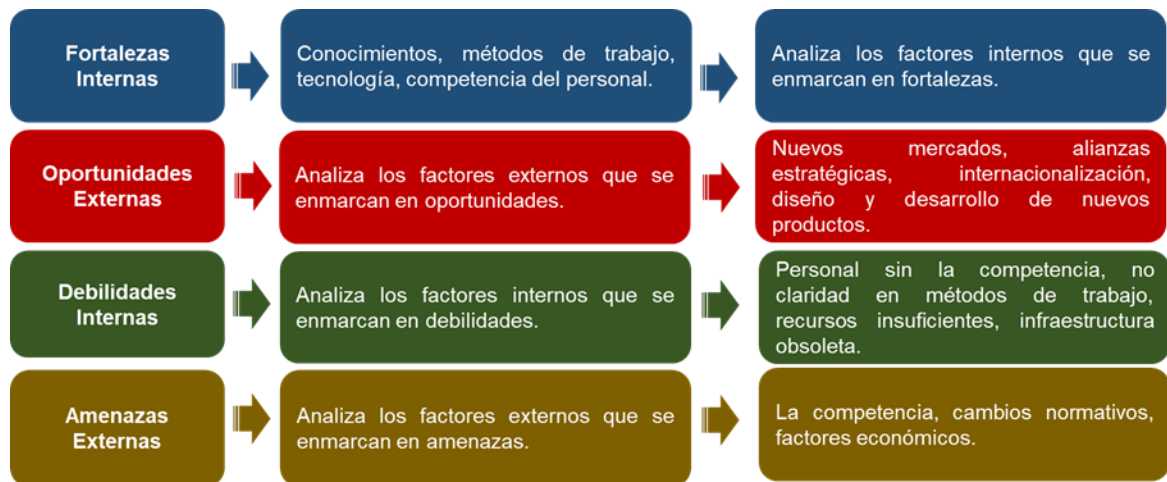 Fortalezas
Internas
Conocimientos, métodos de trabajo,
tecnología, competencia del personal.
Analiza los factores internos que se
enmarcan en fortalezas.
Oportunidades
Externas
Analiza los factores externos que se
enmarcan en oportunidades.
Nuevos mercados, alianzas
estratégicas, internacionalización,
diseño y desarrollo de nuevos
productos.
Debilidades
Internas
Analiza los factores internos que se
enmarcan en debilidades.
Personal sin la competencia, no
claridad en métodos de trabajo,
recursos insuficientes, infraestructura
obsoleta.
Amenazas
Externas
Analiza los factores externos que se
enmarcan en amenazas.
La competencia, cambios normativos,
factores económicos.